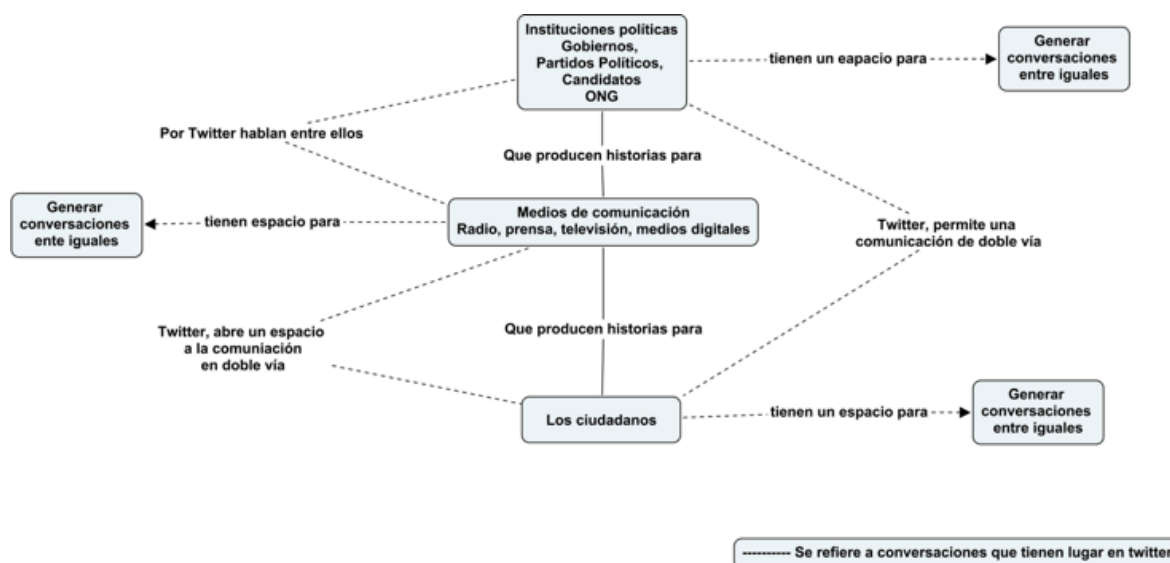 Instituciones políticas
Gobiernos,
Partidos Políticos,
Candidatos
ONG
tienen un eapacio para
Generar
conversaciones
entre iguales
Por Twitter hablan entre ellos
Que producen historias para
Generar
conversaciones
ente iguales
tienen espacio para
Medios de comunicación
Radio, prensa, televisión, medios digitales
Twitter, permite una
comunicación de doble vía
Twitter, abre un espacio
a la comuniación
en doble vía
Que producen historias para
Los ciudadanos
tienen un espacio para
Generar
conversaciones
entre iguales
---------- Se refiere a conversaciones que tienen lugar en twitter